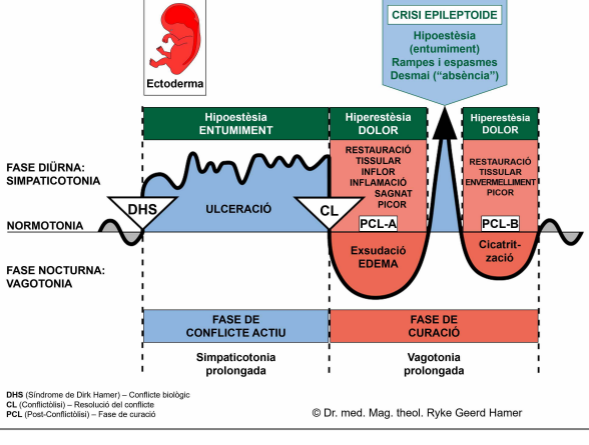 CRISI EPILEPTOIDE
Hipoestèsia
(entumiment)
Rampes i espasmes
Desmai (“absència”)
Ectoderma
Hipoestèsia
ENTUMIMENT
Hiperestèsia
DOLOR
Hiperestèsia
DOLOR
FASE DIÜRNA:
SIMPATICOTONIA
RESTAURACIÓ
TISSULAR
INFLOR
INFLAMACIÓ
SAGNAT
PICOR
RESTAURACIÓ
TISSULAR
ENVERMELLIMENT
PICOR
DHS
ULCERACIÓ
CL
PCL-A
PCL-B
NORMOTONIA
Exsudació
EDEMA
Cicatrit-
zació
FASE NOCTURNA:
VAGOTONIA
FASE DE
CONFLICTE ACTIU
FASE DE
CURACIÓ
Simpaticotonia
prolongada
Vagotonia
prolongada
DHS (Síndrome de Dirk Hamer) – Conflicte biològic
CL (Conflictòlisi) – Resolució del conflicte
PCL (Post-Conflictòlisi) – Fase de curació
© Dr. med. Mag. theol. Ryke Geerd Hamer